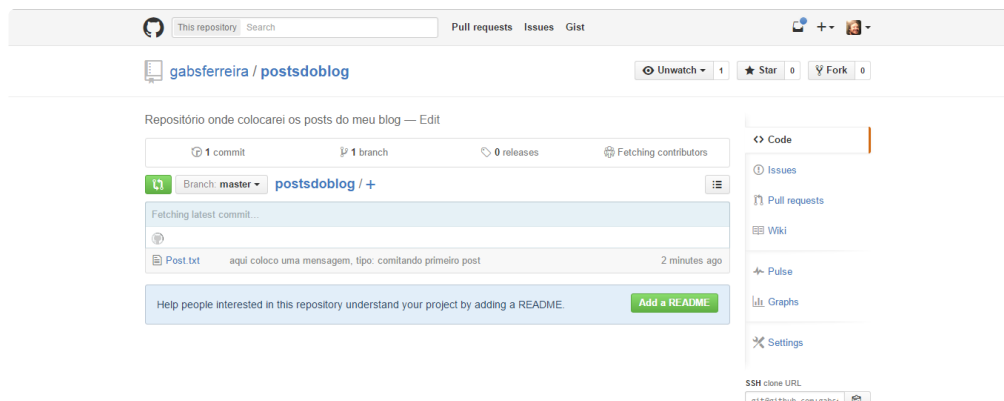 This repository Search Pull requests Issues Gist
gabsferreira / postsdoblog Unwatch 1 Star 0 Fork 0
Repositório onde colocarei os posts do meu blog — Edit
1 commit 1 branch 0 releases Fetching contributors
Branch: master postsdoblog / +
Fetching latest commit...
Post.txt aqui coloco uma mensagem, tipo: comitando primeiro post 2 minutes ago
Help people interested in this repository understand your project by adding a README. Add a README
Code
Issues
Pull requests
Wiki
Pulse
Graphs
Settings
SSH clone URL